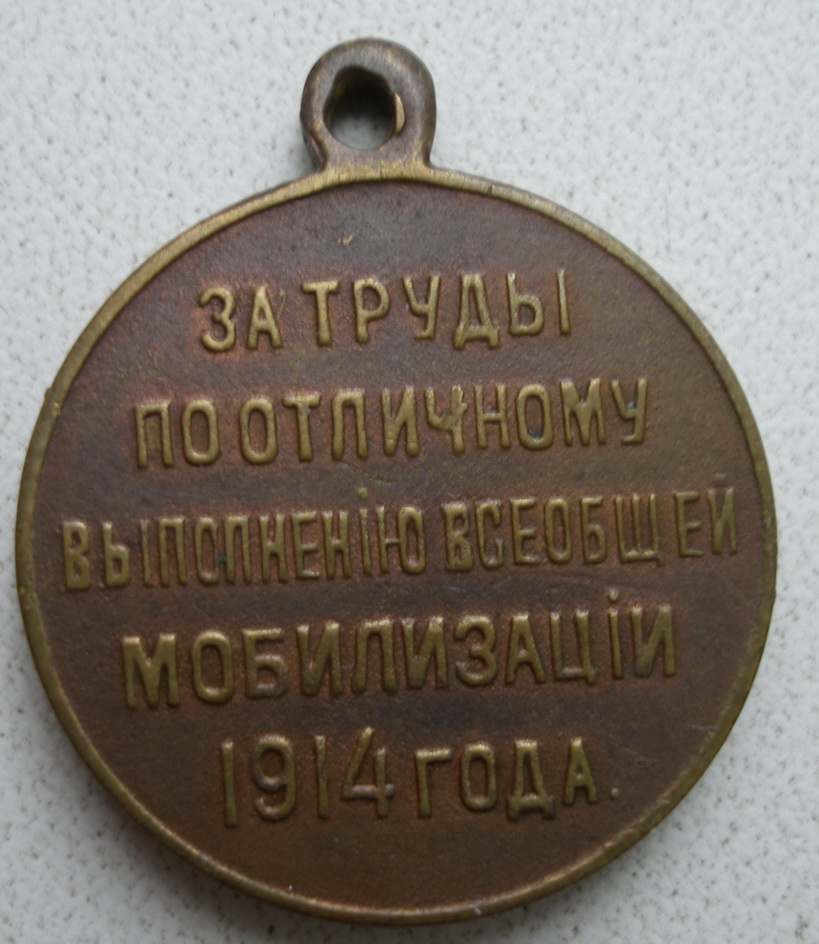 ЗА ТРУДЫ
ПО ОТЛИЧНОМУ
ВЫПОЛНЕНІЮ ВСЕОБЩЕЙ
МОБИЛИЗАЦІИ
1914 ГОДА.